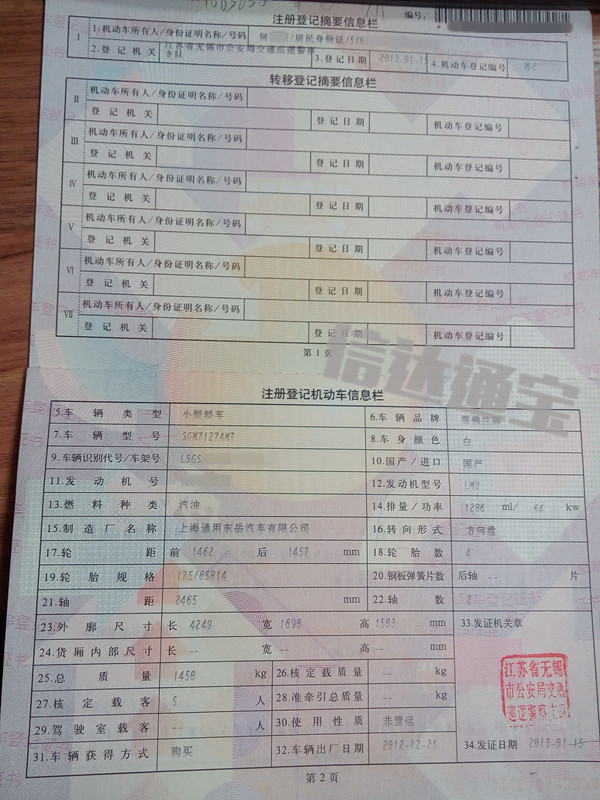 注册登记摘要信息栏
编号:
I 1.机动车所有人/身份证明名称/号码 /居民身份证/
2.登记机关 江苏省无锡市公安局交通巡逻警察支队 3.登记日期 2013-01-15 4.机动车登记编号 苏
转移登记摘要信息栏
II 机动车所有人/身份证明名称/号码
登记机关 登记日期 机动车登记编号
III 机动车所有人/身份证明名称/号码
登记机关 登记日期 机动车登记编号
IV 机动车所有人/身份证明名称/号码
登记机关 登记日期 机动车登记编号
V 机动车所有人/身份证明名称/号码
登记机关 登记日期 机动车登记编号
VI 机动车所有人/身份证明名称/号码
登记机关 登记日期 机动车登记编号
VII 机动车所有人/身份证明名称/号码
登记机关 登记日期 机动车登记编号
第1页
信达通宝
注册登记机动车信息栏
5.车辆类型 小型轿车 6.车辆品牌 雪佛兰牌
7.车辆型号 SGM7127AMT 8.车身颜色 白
9.车辆识别代号/车架号 LSGS 10.国产/进口 国产
11.发动机号 12.发动机型号 LMU
13.燃料种类 汽油 14.排量/功率 1206 ml/ 64 kw
15.制造厂名称 上海通用东岳汽车有限公司 16.转向形式 方向盘
17.轮距 前 1462 后 1457 mm 18.轮胎数 4
19.轮胎规格 175/65R14 20.钢板弹簧片数 后轴 -- 片
21.轴距 2465 mm 22.轴数 2
23.外廓尺寸 长 4249 宽 1690 高 1503 mm 33.发证机关章
24.货厢内部尺寸 长 -- 宽 -- 高 -- mm
25.总质量 1458 kg 26.核定载质量 -- kg
27.核定载客 5 人 28.准牵引总质量 -- kg
29.驾驶室载客 -- 人 30.使用性质 非营运
31.车辆获得方式 购买 32.车辆出厂日期 2012-12-21 34.发证日期 2013-01-15
江苏省无锡
市公安局交通
巡逻警察支队
第2页